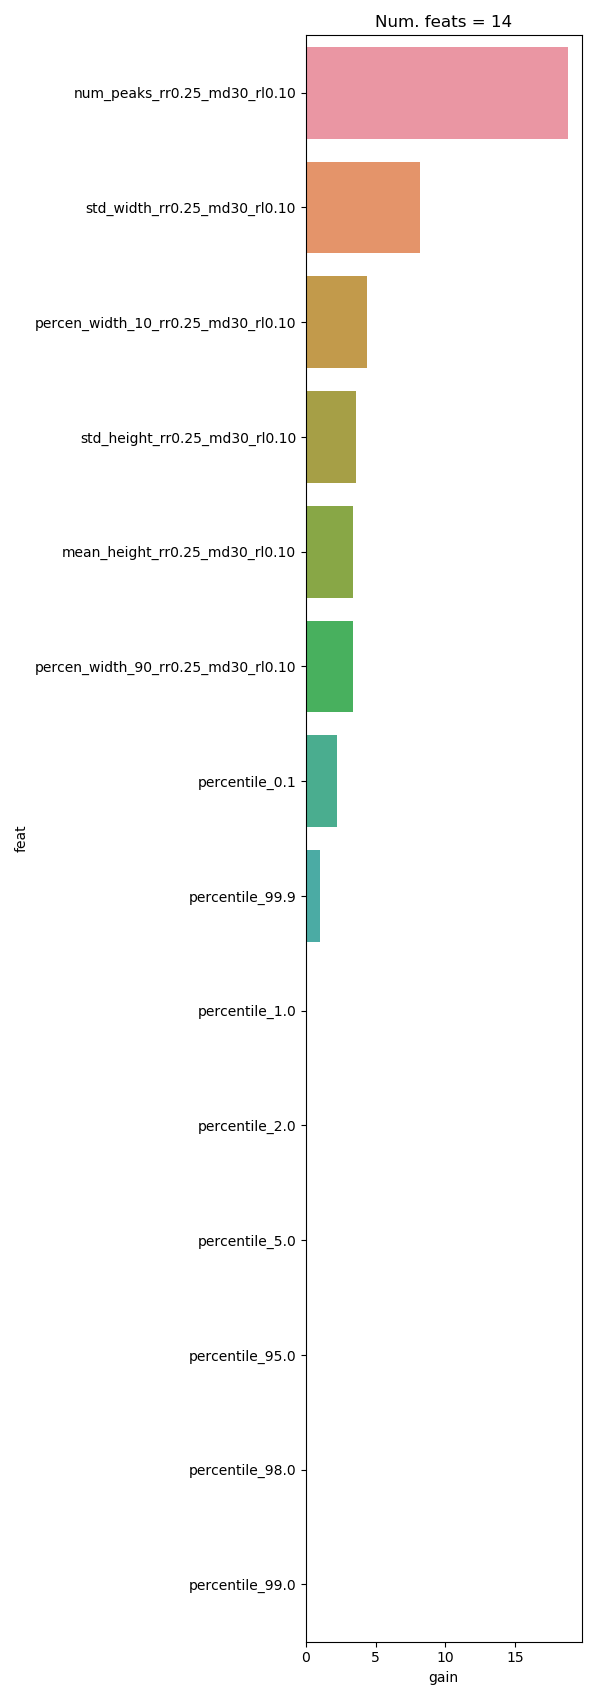 Num. feats = 14
num_peaks_rr0.25_md30_rl0.10
std_width_rr0.25_md30_rl0.10
percen_width_10_rr0.25_md30_rl0.10
std_height_rr0.25_md30_rl0.10
mean_height_rr0.25_md30_rl0.10
percen_width_90_rr0.25_md30_rl0.10
percentile_0.1
feat
percentile_99.9
percentile_1.0
percentile_2.0
percentile_5.0
percentile_95.0
percentile_98.0
percentile_99.0
0 5 10 15
gain